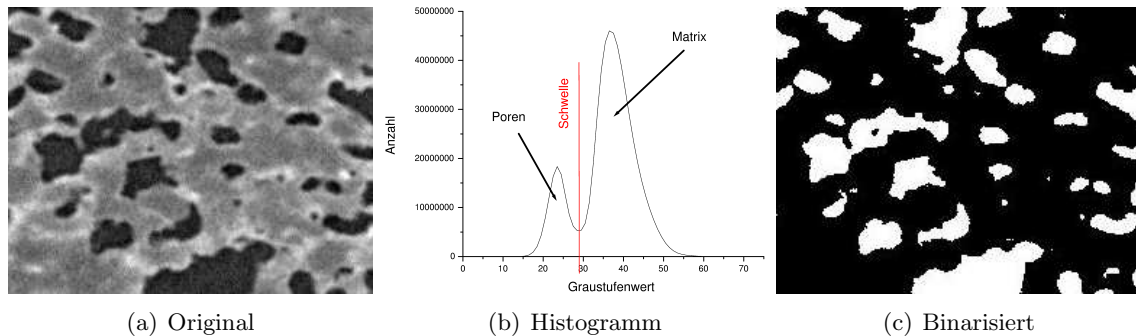 50000000
40000000
30000000
20000000
10000000
0
Anzahl
Poren
Schwelle
Matrix
0 10 20 30 40 50 60 70
Graustufenwert
(a) Original
(b) Histogramm
(c) Binarisiert